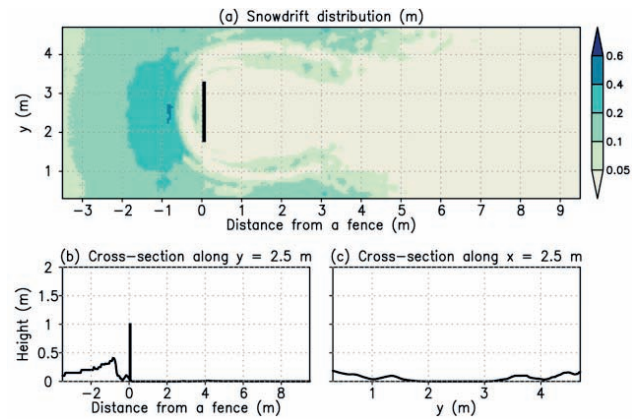 (a) Snowdrift distribution (m)
y (m)
4
3
2
1
−3 −2 −1 0 1 2 3 4 5 6 7 8 9
Distance from a fence (m)
0.6
0.4
0.2
0.1
0.05
(b) Cross−section along y = 2.5 m
Height (m)
2
1.5
1
0.5
0
−2 0 2 4 6 8
Distance from a fence (m)
(c) Cross−section along x = 2.5 m
1 2 3 4
y (m)